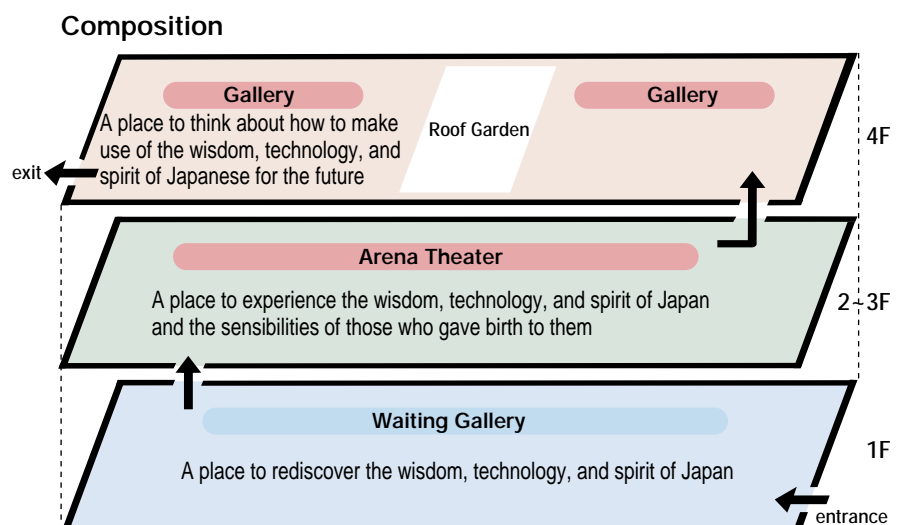 Composition
Gallery
Gallery
A place to think about how to make
use of the wisdom, technology, and
spirit of Japanese for the future
Roof Garden
4F
exit
Arena Theater
A place to experience the wisdom, technology, and spirit of Japan
and the sensibilities of those who gave birth to them
2~3F
Waiting Gallery
A place to rediscover the wisdom, technology, and spirit of Japan
1F
entrance